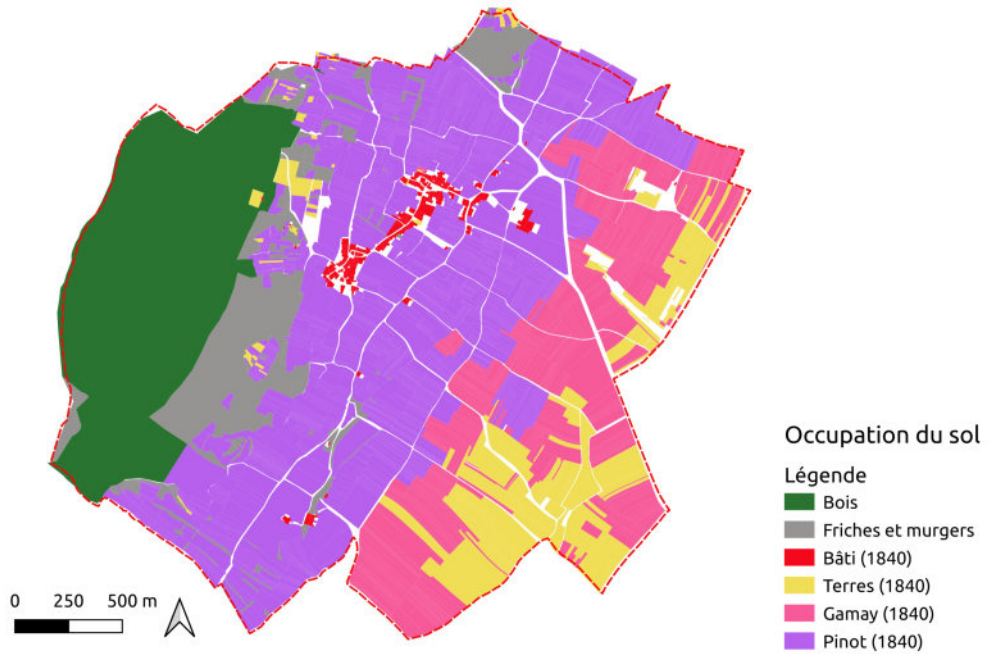 Occupation du sol
Légende
Bois
Friches et murgers
Bâti (1840)
Terres (1840)
Gamay (1840)
Pinot (1840)
0 250 500 m